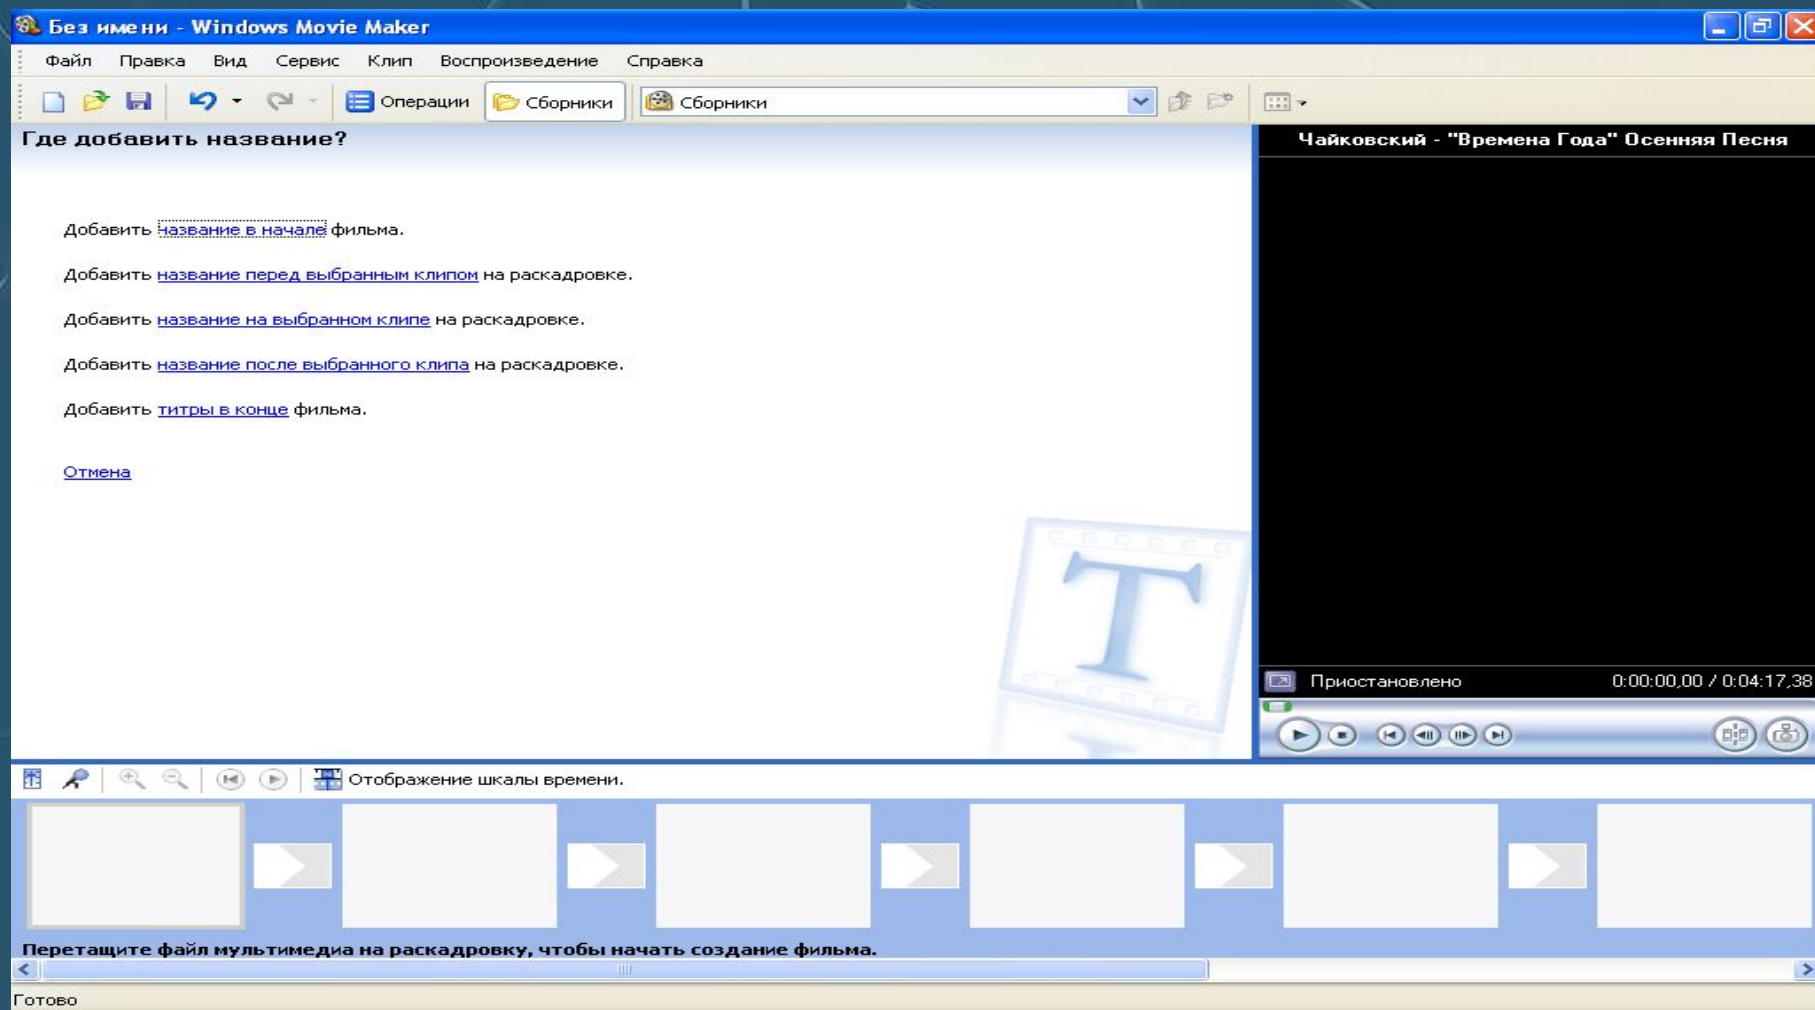 Без имени - Windows Movie Maker
Файл Правка Вид Сервис Клип Воспроизведение Справка
Операции Сборники Сборники
Где добавить название?
Чайковский - "Времена Года" Осенняя Песня
Добавить название в начале фильма.
Добавить название перед выбранным клипом на раскадровке.
Добавить название на выбранном клипе на раскадровке.
Добавить название после выбранного клипа на раскадровке.
Добавить титры в конце фильма.
Отмена
T
Приостановлено 0:00:00,00 / 0:04:17,38
Отображение шкалы времени.
Перетащите файл мультимедиа на раскадровку, чтобы начать создание фильма.
Готово